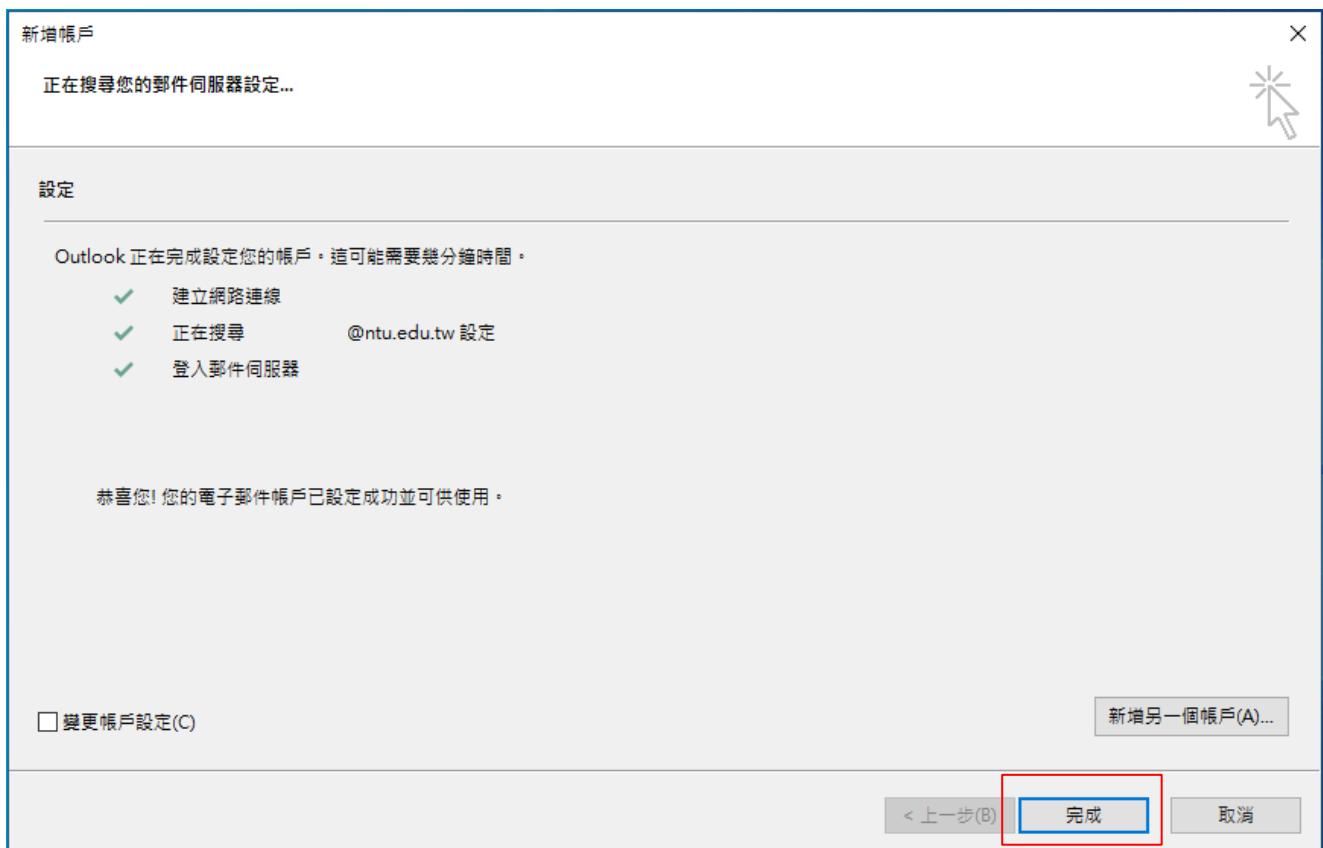 新增帳戶
正在搜尋您的郵件伺服器設定...
設定
Outlook 正在完成設定您的帳戶。這可能需要幾分鐘時間。
建立網路連線
正在搜尋 @ntu.edu.tw 設定
登入郵件伺服器
恭喜您! 您的電子郵件帳戶已設定成功並可供使用。
變更帳戶設定(C)
新增另一個帳戶(A)...
< 上一步(B) 完成 取消